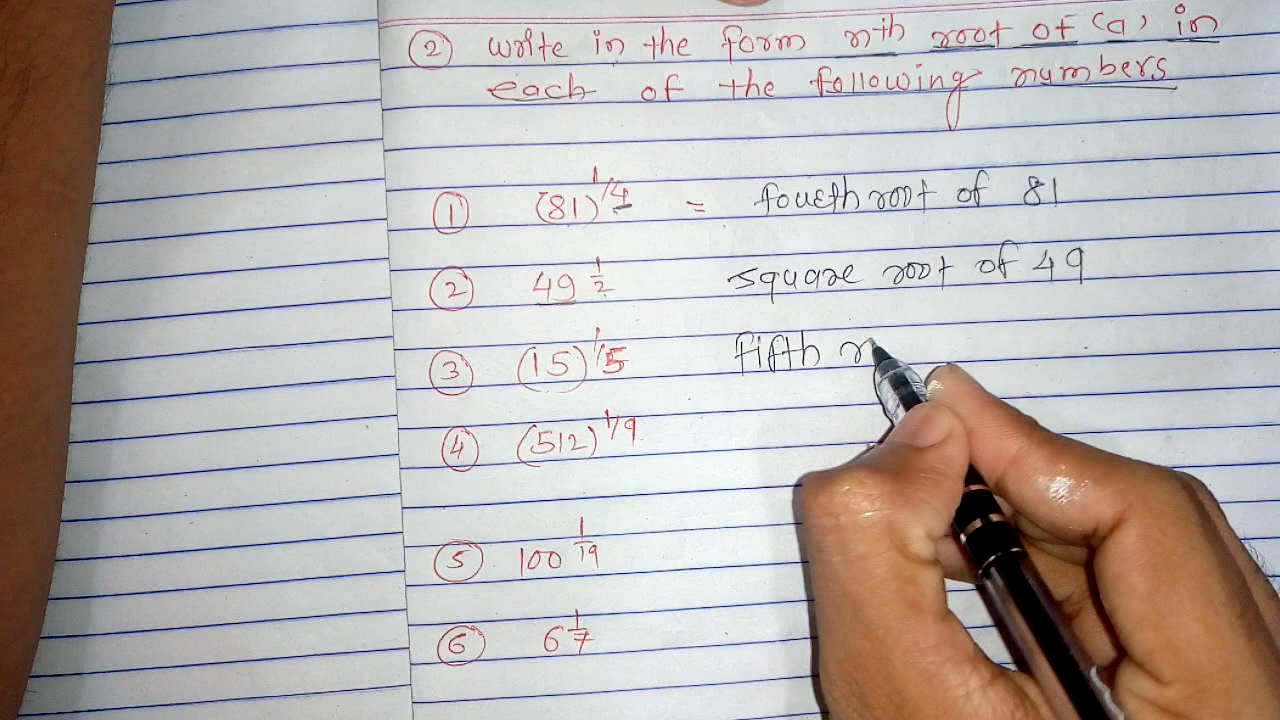 ② write in the form nth root of (a) in
each of the following numbers
① (81)^1/4 = fourth root of 81
② 49^1/2 square root of 49
③ (15)^1/5 fifth r
④ (512)^1/9
⑤ 100^1/19
⑥ 6^1/7